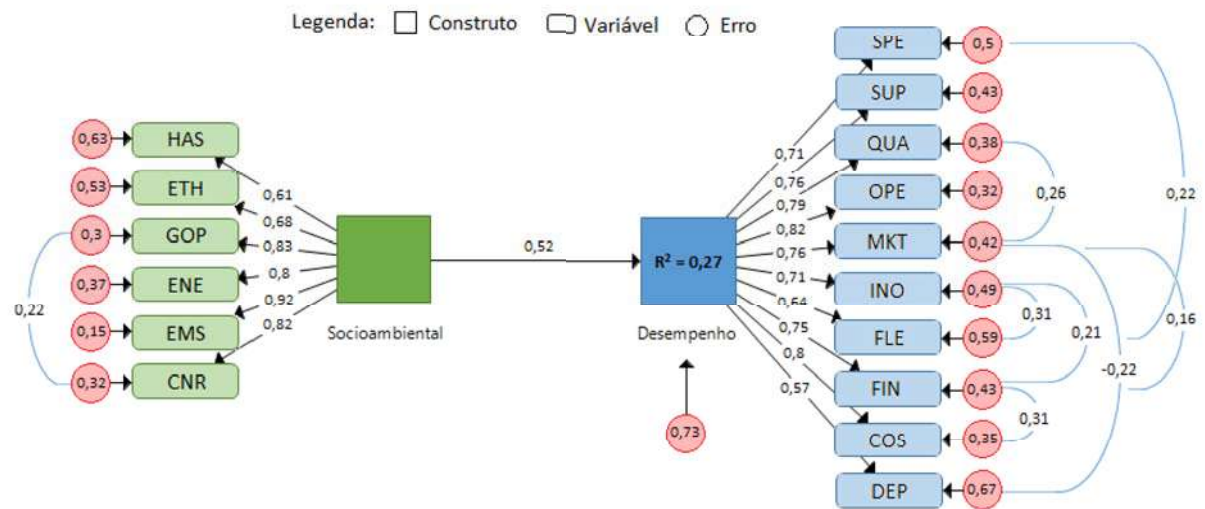 Legenda: Construto Variável Erro
SPE 0,5
SUP 0,43
QUA 0,38
OPE 0,32
MKT 0,42
INO 0,49
FLE 0,59
FIN 0,43
COS 0,35
DEP 0,67
0,63 HAS
0,53 ETH
0,3 GOP
0,37 ENE
0,15 EMS
0,32 CNR
0,22
0,61
0,68
0,83
0,8
0,92
0,82
Socioambiental
0,52
R² = 0,27
Desempenho
0,73
0,71
0,76
0,79
0,82
0,76
0,71
0,64
0,75
0,8
0,57
0,26
0,22
0,31
0,21
0,16
-0,22
0,31